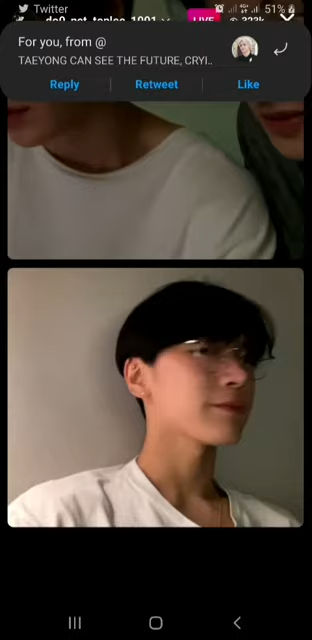 Twitter
LIVE
51%
For you, from @
TAEYONG CAN SEE THE FUTURE, CRYI..
Reply
Retweet
Like